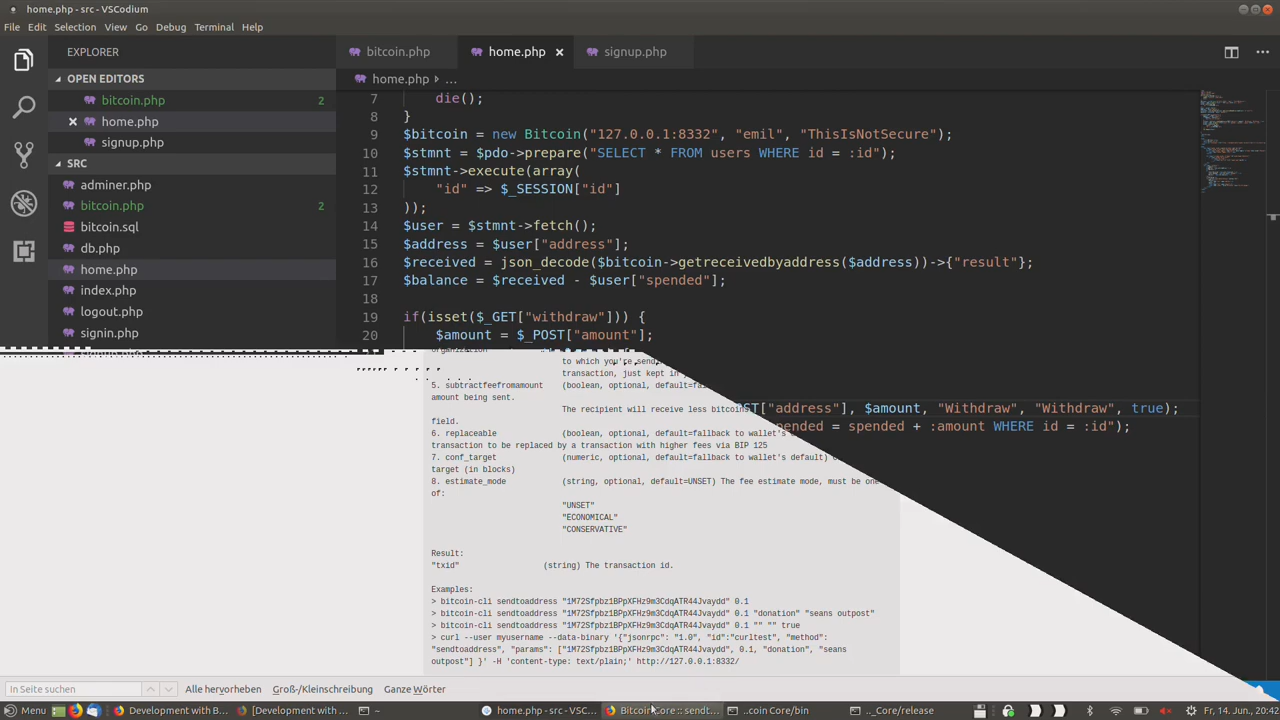 home.php - src - VSCodium
File Edit Selection View Go Debug Terminal Help
EXPLORER
OPEN EDITORS
bitcoin.php 2
home.php
signup.php
SRC
adminer.php
bitcoin.php 2
bitcoin.sql
db.php
home.php
index.php
logout.php
signin.php
bitcoin.php home.php signup.php
home.php ...
7 die();
8 }
9 $bitcoin = new Bitcoin("127.0.0.1:8332", "emil", "ThisIsNotSecure");
10 $stmnt = $pdo->prepare("SELECT * FROM users WHERE id = :id");
11 $stmnt->execute(array(
12 "id" => $_SESSION["id"]
13 ));
14 $user = $stmnt->fetch();
15 $address = $user["address"];
16 $received = json_decode($bitcoin->getreceivedbyaddress($address))->{"result"};
17 $balance = $received - $user["spended"];
18
19 if(isset($_GET["withdraw"])) {
20 $amount = $_POST["amount"];
ST["address"], $amount, "Withdraw", "Withdraw", true);
spended = spended + :amount WHERE id = :id");
to which you're send
transaction, just kept in
5. subtractfeefromamount (boolean, optional, default=fal
amount being sent.
The recipient will receive less bitcoins
field.
6. replaceable (boolean, optional, default=fallback to wallet's d
transaction to be replaced by a transaction with higher fees via BIP 125
7. conf_target (numeric, optional, default=fallback to wallet's default)
target (in blocks)
8. estimate_mode (string, optional, default=UNSET) The fee estimate mode, must be one
of:
"UNSET"
"ECONOMICAL"
"CONSERVATIVE"
Result:
"txid" (string) The transaction id.
Examples:
> bitcoin-cli sendtoaddress "1M72Sfpbz1BPpXFHz9m3CdqATR44Jvaydd" 0.1
> bitcoin-cli sendtoaddress "1M72Sfpbz1BPpXFHz9m3CdqATR44Jvaydd" 0.1 "donation" "seans outpost"
> bitcoin-cli sendtoaddress "1M72Sfpbz1BPpXFHz9m3CdqATR44Jvaydd" 0.1 "" "" true
> curl --user myusername --data-binary '{"jsonrpc": "1.0", "id":"curltest", "method":
"sendtoaddress", "params": ["1M72Sfpbz1BPpXFHz9m3CdqATR44Jvaydd", 0.1, "donation", "seans
outpost"] }' -H 'content-type: text/plain;' http://127.0.0.1:8332/
In Seite suchen Alle hervorheben Groß-/Kleinschreibung Ganze Wörter
Menu Development with B... [Development with B... ~ home.php - src - VSC... Bitcoin Core :: sendt... ..coin Core/bin .._Core/release Fr, 14. Jun., 20:42